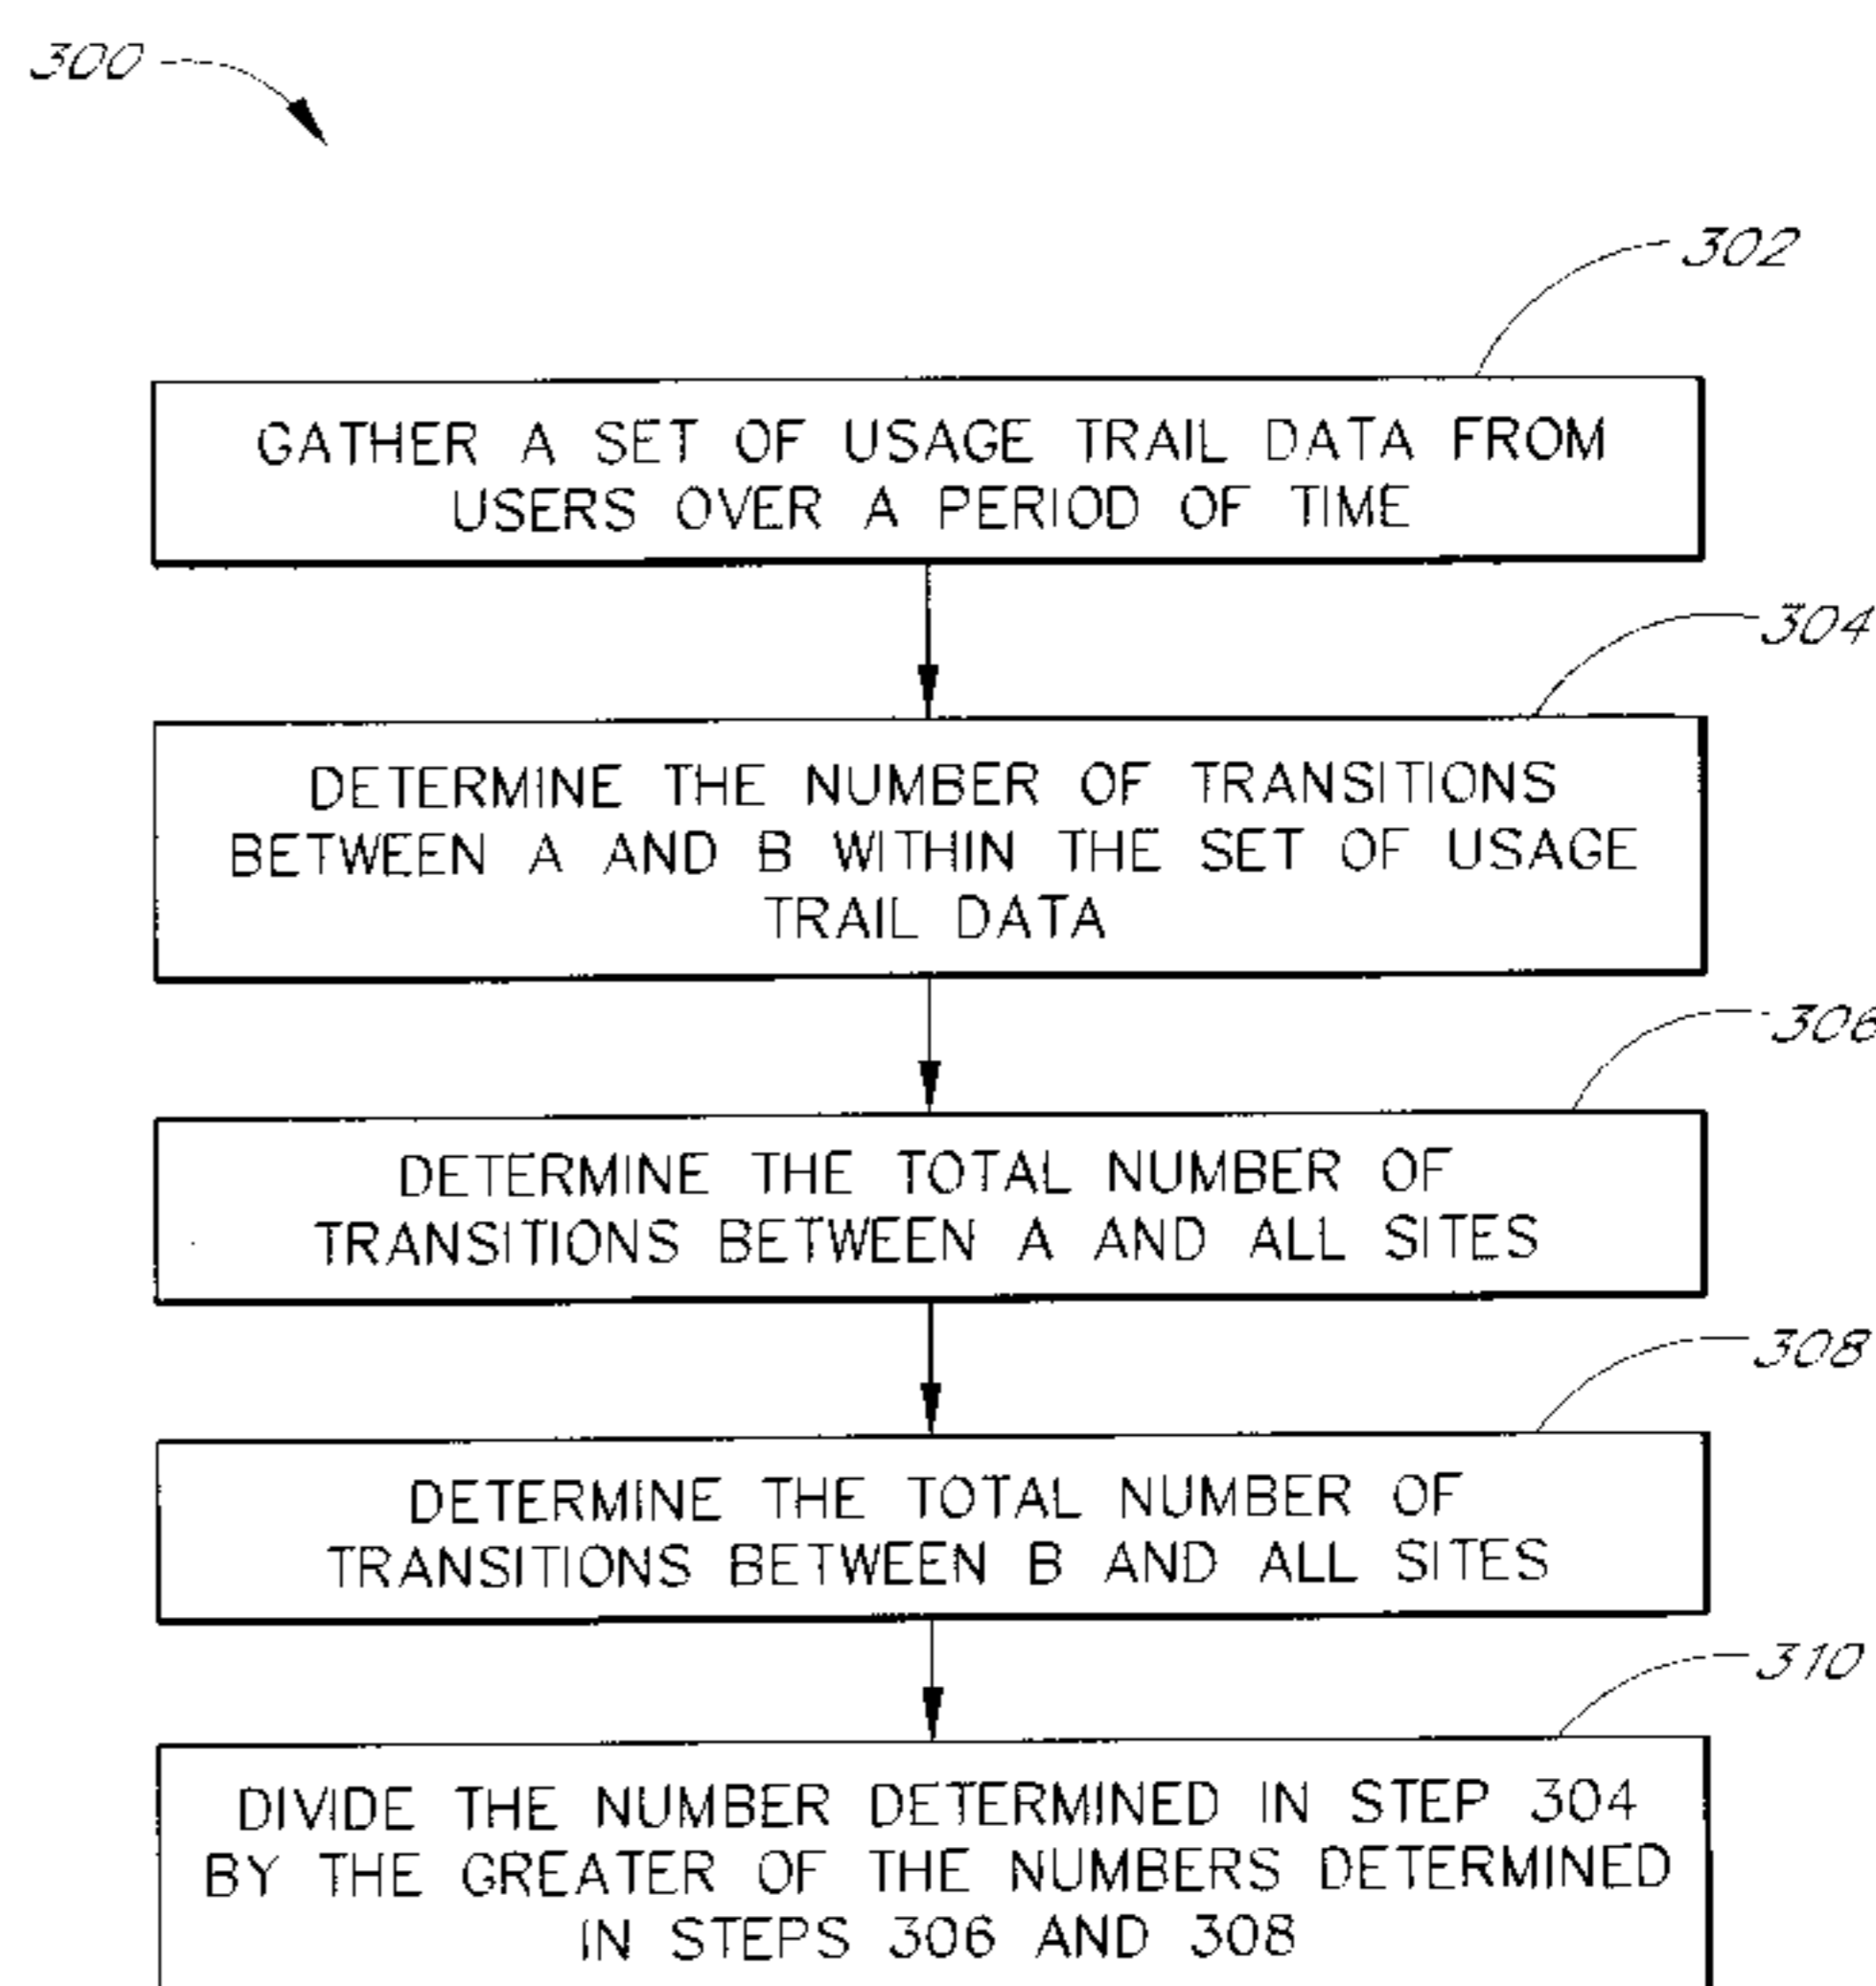 300
302
GATHER A SET OF USAGE TRAIL DATA FROM
USERS OVER A PERIOD OF TIME
304
DETERMINE THE NUMBER OF TRANSITIONS
BETWEEN A AND B WITHIN THE SET OF USAGE
TRAIL DATA
306
DETERMINE THE TOTAL NUMBER OF
TRANSITIONS BETWEEN A AND ALL SITES
308
DETERMINE THE TOTAL NUMBER OF
TRANSITIONS BETWEEN B AND ALL SITES
310
DIVIDE THE NUMBER DETERMINED IN STEP 304
BY THE GREATER OF THE NUMBERS DETERMINED
IN STEPS 306 AND 308